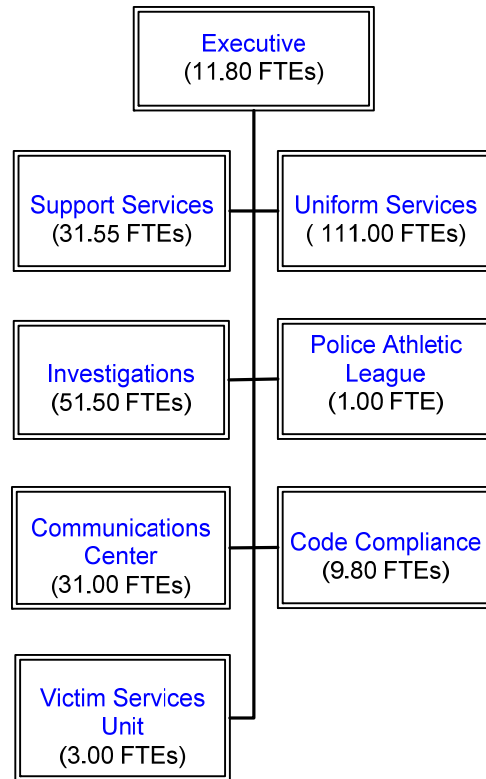 Executive
(11.80 FTEs)
Support Services
(31.55 FTEs)
Uniform Services
( 111.00 FTEs)
Investigations
(51.50 FTEs)
Police Athletic
League
(1.00 FTE)
Communications
Center
(31.00 FTEs)
Code Compliance
(9.80 FTEs)
Victim Services
Unit
(3.00 FTEs)